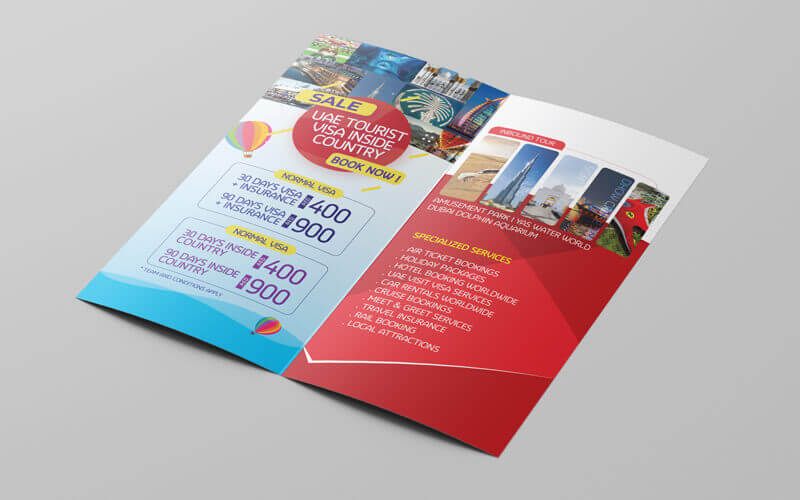 SALE
UAE TOURIST
VISA INSIDE
COUNTRY
BOOK NOW !
NORMAL VISA
30 DAYS VISA
+ INSURANCE
400
90 DAYS VISA
+ INSURANCE
900
NORMAL VISA
30 DAYS INSIDE
COUNTRY
400
90 DAYS INSIDE
COUNTRY
900
*TEAM AND CONDITIONS APPLY
INBOUND TOUR
AMUSEMENT PARK | YAS WATER WORLD
DUBAI DOLPHIN AQUARIUM
SPECIALIZED SERVICES
. AIR TICKET BOOKINGS
. HOLIDAY PACKAGES
. HOTEL BOOKING WORLDWIDE
. UAE VISIT VISA SERVICES
. CAR RENTALS WORLDWIDE
. CRUISE BOOKINGS
. MEET & GREET SERVICES
. TRAVEL INSURANCE
. RAIL BOOKING
. LOCAL ATTRACTIONS